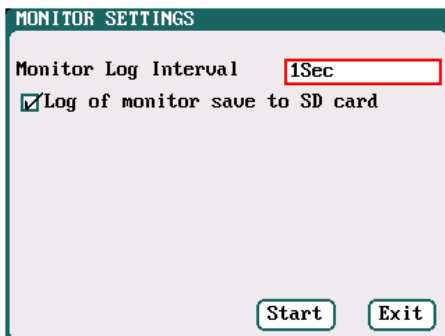 MONITOR SETTINGS
Monitor Log Interval 1Sec
Log of monitor save to SD card
Start Exit